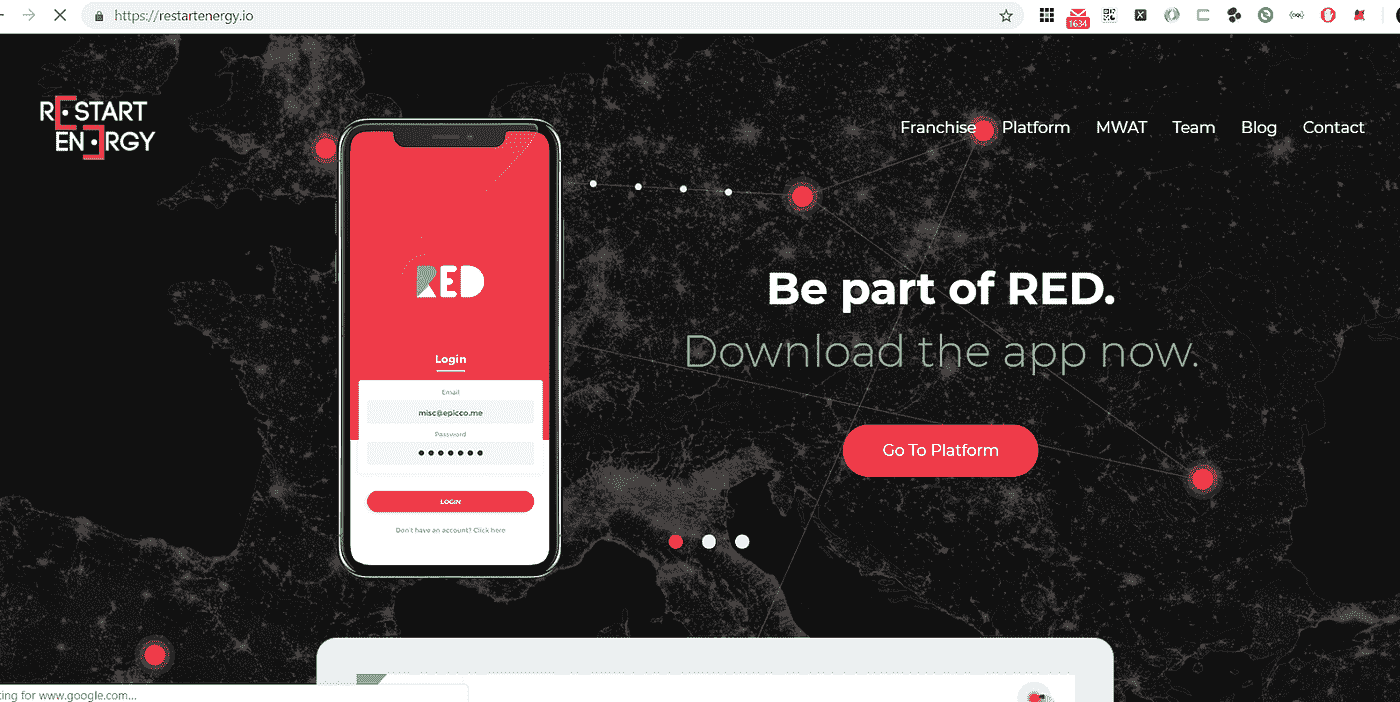 https://restartenergy.io
1634
RESTART
ENERGY
Franchise Platform MWAT Team Blog Contact
RED
Login
Email
misc@epicco.me
Password
LOGIN
Don't have an account? Click here
Be part of RED.
Download the app now.
Go To Platform
ting for www.google.com...